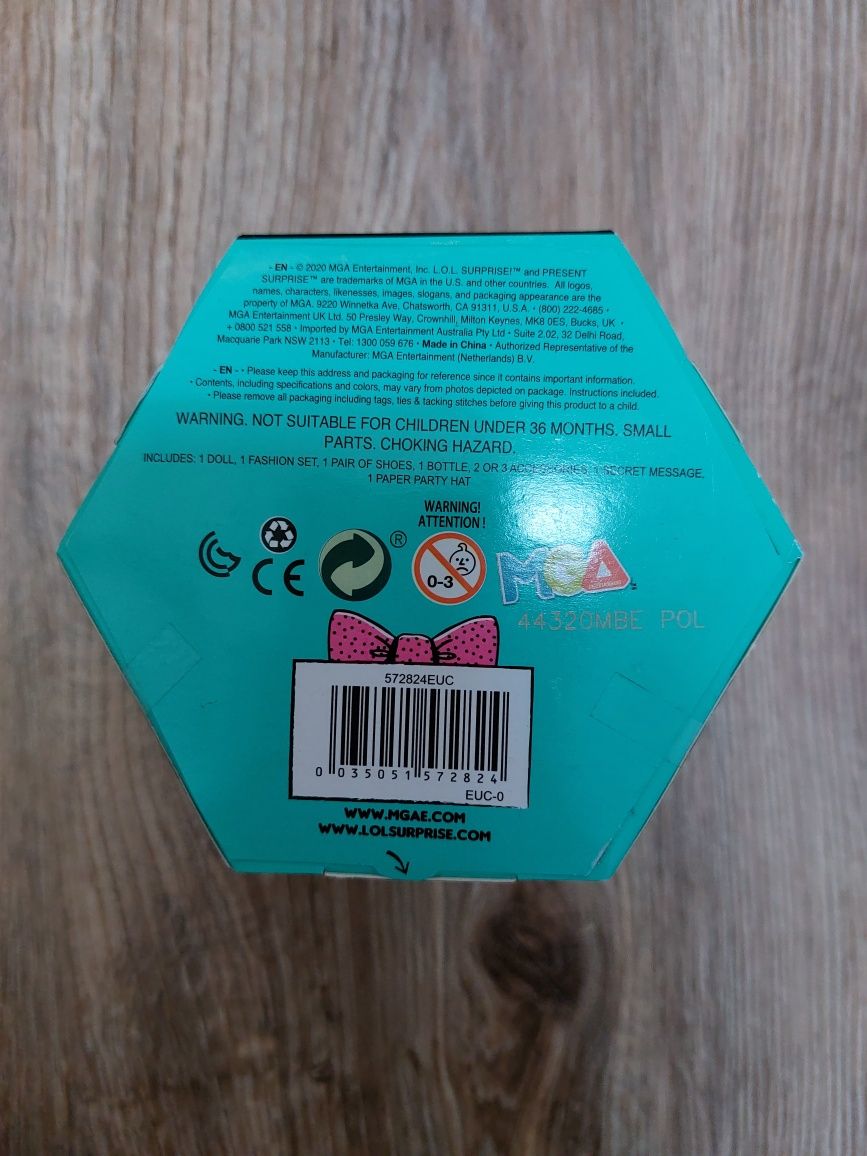 - EN - © 2020 MGA Entertainment, Inc. L.O.L. SURPRISE!™ and PRESENT
SURPRISE™ are trademarks of MGA in the U.S. and other countries. All logos,
names, characters, likenesses, images, slogans, and packaging appearance are the
property of MGA. 9220 Winnetka Ave, Chatsworth, CA 91311, U.S.A. • (800) 222-4685 •
MGA Entertainment UK Ltd. 50 Presley Way, Crownhill, Milton Keynes, MK8 0ES, Bucks, UK •
+ 0800 521 558 • Imported by MGA Entertainment Australia Pty Ltd • Suite 2.02, 32 Delhi Road,
Macquarie Park NSW 2113 • Tel: 1300 059 676 • Made in China • Authorized Representative of the
Manufacturer: MGA Entertainment (Netherlands) B.V.
- EN - • Please keep this address and packaging for reference since it contains important information.
• Contents, including specifications and colors, may vary from photos depicted on package. Instructions included.
• Please remove all packaging including tags, ties & tacking stitches before giving this product to a child.
WARNING. NOT SUITABLE FOR CHILDREN UNDER 36 MONTHS. SMALL
PARTS. CHOKING HAZARD.
INCLUDES: 1 DOLL, 1 FASHION SET, 1 PAIR OF SHOES, 1 BOTTLE, 2 OR 3 ACCESSORIES, 1 SECRET MESSAGE,
1 PAPER PARTY HAT
WARNING!
ATTENTION !
®
CE
0-3
MGA
44320MBE POL
572824EUC
0 035051 572824
EUC-0
WWW.MGAE.COM
WWW.LOLSURPRISE.COM